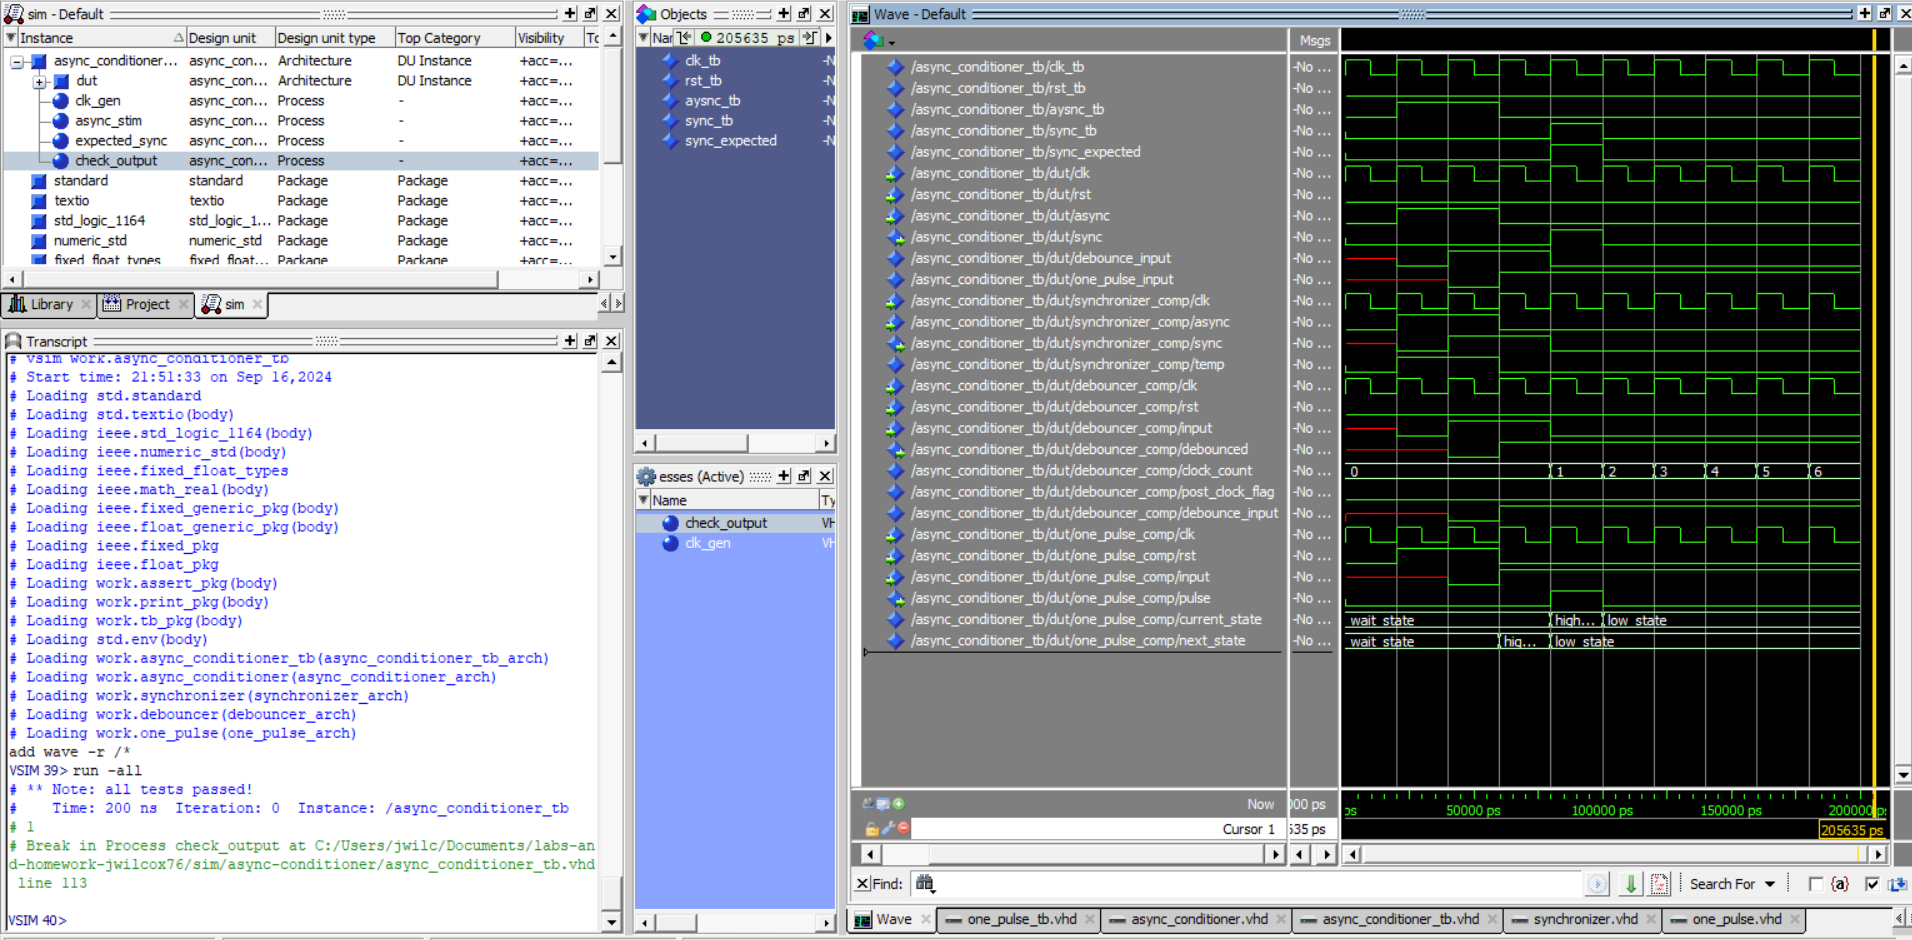 sim - Default
Instance Design unit Design unit type Top Category Visibility
async_conditioner... async_con... Architecture DU Instance +acc=...
dut async_con... Architecture DU Instance +acc=...
clk_gen async_con... Process - +acc=...
async_stim async_con... Process - +acc=...
expected_sync async_con... Process - +acc=...
check_output async_con... Process - +acc=...
standard standard Package Package +acc=...
textio textio Package Package +acc=...
std_logic_1164 std_logic_1... Package Package +acc=...
numeric_std numeric_std Package Package +acc=...
fixed_float_types fixed_float... Package Package +acc=...
Library Project sim
Transcript
# vsim work.async_conditioner_tb
# Start time: 21:51:33 on Sep 16,2024
# Loading std.standard
# Loading std.textio(body)
# Loading ieee.std_logic_1164(body)
# Loading ieee.numeric_std(body)
# Loading ieee.fixed_float_types
# Loading ieee.math_real(body)
# Loading ieee.fixed_generic_pkg(body)
# Loading ieee.float_generic_pkg(body)
# Loading ieee.fixed_pkg
# Loading ieee.float_pkg
# Loading work.assert_pkg(body)
# Loading work.print_pkg(body)
# Loading work.tb_pkg(body)
# Loading std.env(body)
# Loading work.async_conditioner_tb(async_conditioner_tb_arch)
# Loading work.async_conditioner(async_conditioner_arch)
# Loading work.synchronizer(synchronizer_arch)
# Loading work.debouncer(debouncer_arch)
# Loading work.one_pulse(one_pulse_arch)
add wave -r /*
VSIM 39> run -all
# ** Note: all tests passed!
#    Time: 200 ns  Iteration: 0  Instance: /async_conditioner_tb
# 1
# Break in Process check_output at C:/Users/jwilc/Documents/labs-an
d-homework-jwilcox76/sim/async-conditioner/async_conditioner_tb.vhd
line 113
VSIM 40>
Objects
205635 ps
clk_tb
rst_tb
aysnc_tb
sync_tb
sync_expected
esses (Active)
Name
check_output
clk_gen
Wave - Default
Msgs
/async_conditioner_tb/clk_tb -No ...
/async_conditioner_tb/rst_tb -No ...
/async_conditioner_tb/aysnc_tb -No ...
/async_conditioner_tb/sync_tb -No ...
/async_conditioner_tb/sync_expected -No ...
/async_conditioner_tb/dut/clk -No ...
/async_conditioner_tb/dut/rst -No ...
/async_conditioner_tb/dut/async -No ...
/async_conditioner_tb/dut/sync -No ...
/async_conditioner_tb/dut/debounce_input -No ...
/async_conditioner_tb/dut/one_pulse_input -No ...
/async_conditioner_tb/dut/synchronizer_comp/clk -No ...
/async_conditioner_tb/dut/synchronizer_comp/async -No ...
/async_conditioner_tb/dut/synchronizer_comp/sync -No ...
/async_conditioner_tb/dut/synchronizer_comp/temp -No ...
/async_conditioner_tb/dut/debouncer_comp/clk -No ...
/async_conditioner_tb/dut/debouncer_comp/rst -No ...
/async_conditioner_tb/dut/debouncer_comp/input -No ...
/async_conditioner_tb/dut/debouncer_comp/debounced -No ...
/async_conditioner_tb/dut/debouncer_comp/clock_count -No ... 0 1 2 3 4 5 6
/async_conditioner_tb/dut/debouncer_comp/post_clock_flag -No ...
/async_conditioner_tb/dut/debouncer_comp/debounce_input -No ...
/async_conditioner_tb/dut/one_pulse_comp/clk -No ...
/async_conditioner_tb/dut/one_pulse_comp/rst -No ...
/async_conditioner_tb/dut/one_pulse_comp/input -No ...
/async_conditioner_tb/dut/one_pulse_comp/pulse -No ...
/async_conditioner_tb/dut/one_pulse_comp/current_state -No ... wait_state high... low_state
/async_conditioner_tb/dut/one_pulse_comp/next_state -No ... wait_state hig... low_state
Now 000 ps ps 50000 ps 100000 ps 150000 ps 200000 ps
Cursor 1 535 ps 205635 ps
Find: Search For {a}
Wave one_pulse_tb.vhd async_conditioner.vhd async_conditioner_tb.vhd synchronizer.vhd one_pulse.vhd